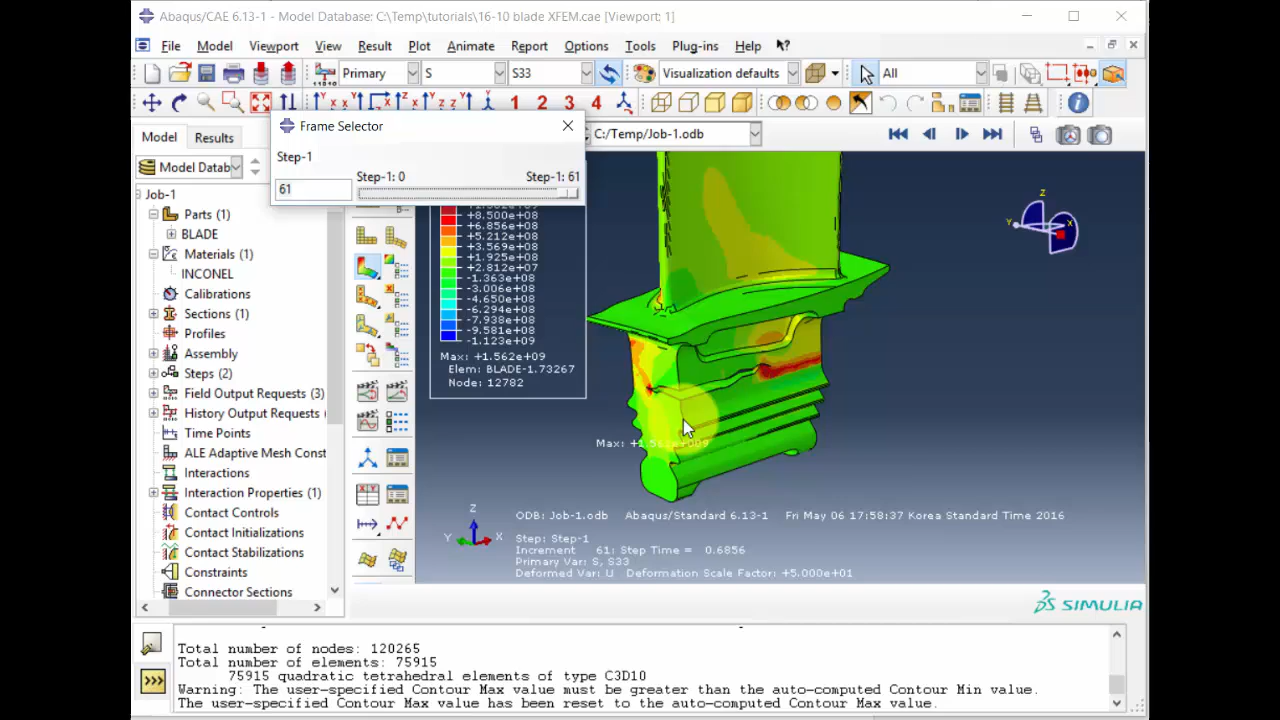 Abaqus/CAE 6.13-1 - Model Database: C:\Temp\tutorials\16-10 blade XFEM.cae [Viewport: 1]
File Model Viewport View Result Plot Animate Report Options Tools Plug-ins Help
Primary S S33 Visualization defaults All
1 2 3 4
Frame Selector
C:/Temp/Job-1.odb
Model Results
Step-1
Model Datab
61 Step-1: 0 Step-1: 61
Job-1
Parts (1)
BLADE
Materials (1)
INCONEL
Calibrations
Sections (1)
Profiles
Assembly
Steps (2)
Field Output Requests (3)
History Output Requests
Time Points
ALE Adaptive Mesh Const
Interactions
Interaction Properties (1)
Contact Controls
Contact Initializations
Contact Stabilizations
Constraints
Connector Sections
+8.500e+08
+6.856e+08
+5.212e+08
+3.569e+08
+1.925e+08
+2.812e+07
-1.363e+08
-3.006e+08
-4.650e+08
-6.294e+08
-7.938e+08
-9.581e+08
-1.123e+09
Max: +1.562e+09
Elem: BLADE-1.73267
Node: 12782
Z
Y
X
Max: +1.562e+009
Z
Y X
ODB: Job-1.odb Abaqus/Standard 6.13-1 Fri May 06 17:58:37 Korea Standard Time 2016
Step: Step-1
Increment 61: Step Time = 0.6856
Primary Var: S, S33
Deformed Var: U Deformation Scale Factor: +5.000e+01
SIMULIA
Total number of nodes: 120265
Total number of elements: 75915
75915 quadratic tetrahedral elements of type C3D10
Warning: The user-specified Contour Max value must be greater than the auto-computed Contour Min value.
The user-specified Contour Max value has been reset to the auto-computed Contour Max value.
>>>